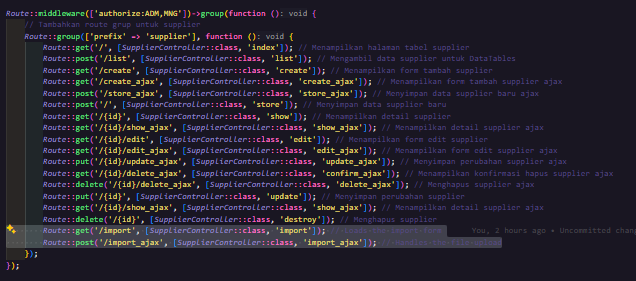 Route::middleware(['authorize:ADM,MNG'])->group(function (): void {
// Tambahkan route grup untuk supplier
Route::group(['prefix' => 'supplier'], function (): void {
Route::get('/', [SupplierController::class, 'index']); // Menampilkan halaman tabel supplier
Route::post('/list', [SupplierController::class, 'list']); // Mengambil data supplier untuk DataTables
Route::get('/create', [SupplierController::class, 'create']); // Menampilkan form tambah supplier
Route::get('/create_ajax', [SupplierController::class, 'create_ajax']); // Menampilkan form tambah supplier ajax
Route::post('/store_ajax', [SupplierController::class, 'store_ajax']); // Menyimpan data supplier baru ajax
Route::post('/', [SupplierController::class, 'store']); // Menyimpan data supplier baru
Route::get('/{id}', [SupplierController::class, 'show']); // Menampilkan detail supplier
Route::get('/{id}/show_ajax', [SupplierController::class, 'show_ajax']); // Menampilkan detail supplier ajax
Route::get('/{id}/edit', [SupplierController::class, 'edit']); // Menampilkan form edit supplier
Route::get('/{id}/edit_ajax', [SupplierController::class, 'edit_ajax']); // Menampilkan form edit supplier ajax
Route::put('/{id}/update_ajax', [SupplierController::class, 'update_ajax']); // Menyimpan perubahan supplier ajax
Route::get('/{id}/delete_ajax', [SupplierController::class, 'confirm_ajax']); // Menampilkan konfirmasi hapus supplier ajax
Route::delete('/{id}/delete_ajax', [SupplierController::class, 'delete_ajax']); // Menghapus supplier ajax
Route::put('/{id}', [SupplierController::class, 'update']); // Menyimpan perubahan supplier
Route::get('/{id}/show_ajax', [SupplierController::class, 'show_ajax']); // Menampilkan detail supplier ajax
Route::delete('/{id}', [SupplierController::class, 'destroy']); // Menghapus supplier
Route::get('/import', [SupplierController::class, 'import']); // Loads the import form You, 2 hours ago • Uncommitted chang
Route::post('/import_ajax', [SupplierController::class, 'import_ajax']); // Handles the file upload
});
});